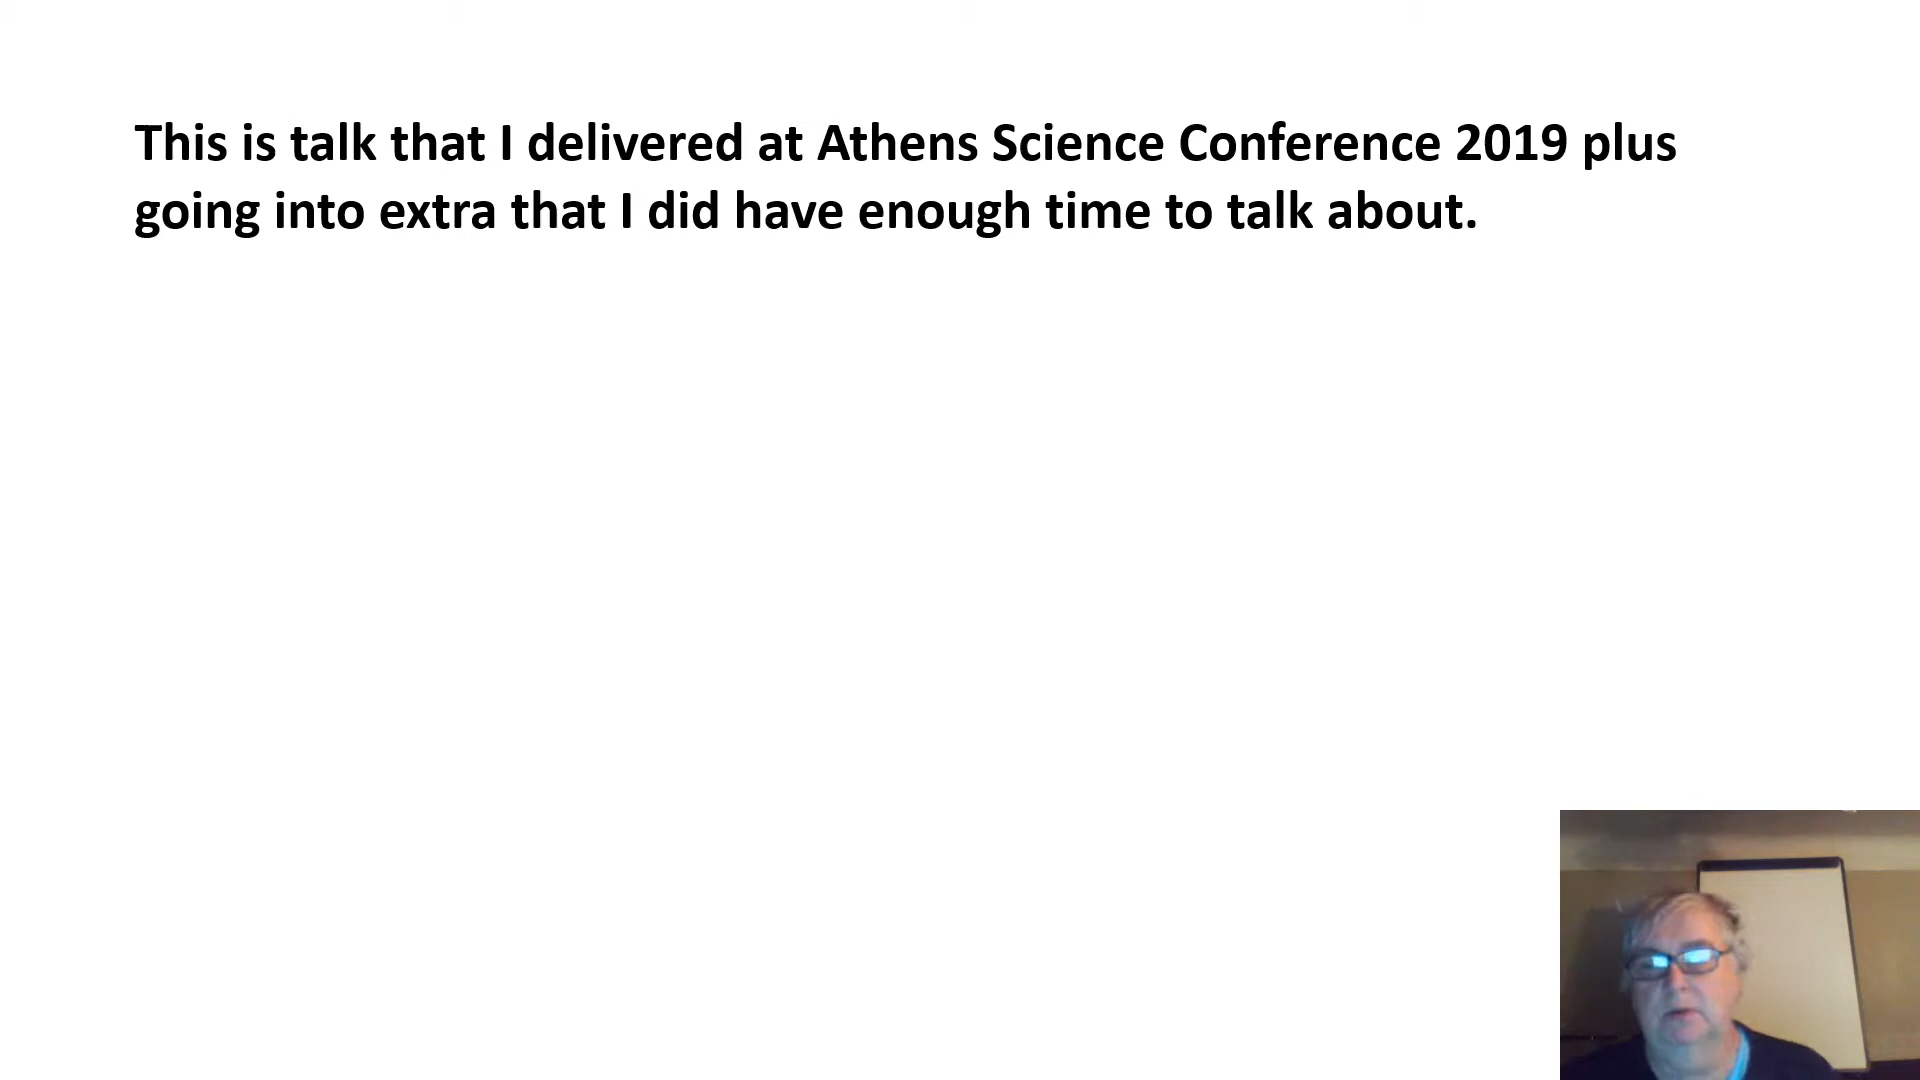 This is talk that I delivered at Athens Science Conference 2019 plus
going into extra that I did have enough time to talk about.